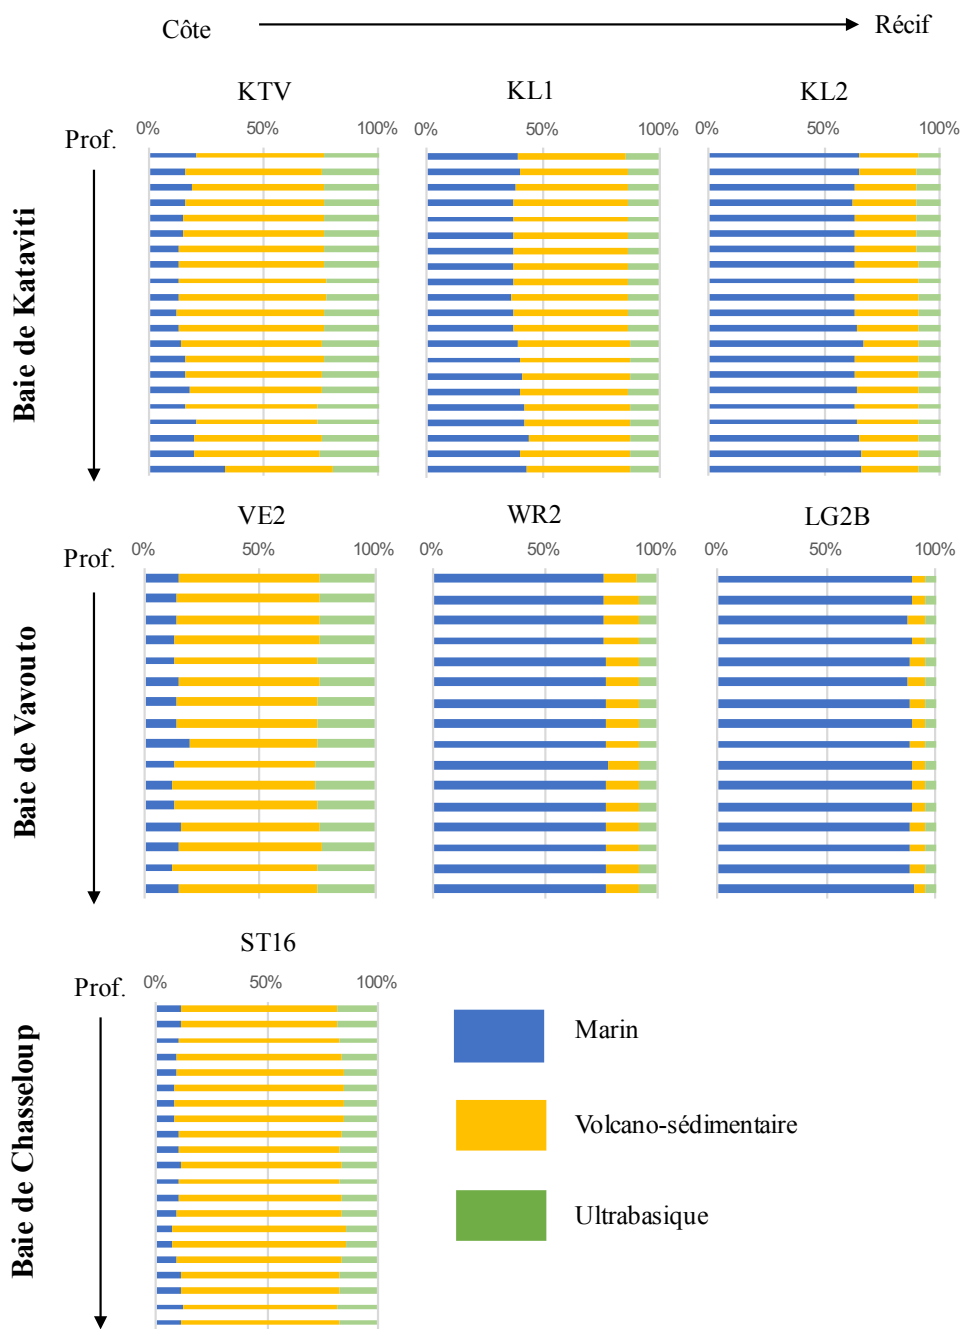 Côte
Récif
KTV
KL1
KL2
Prof.
0% 50% 100%
0% 50% 100%
0% 50% 100%
Baie de Kataviti
VE2
WR2
LG2B
Prof.
0% 50% 100%
0% 50% 100%
0% 50% 100%
Baie de Vavouto
ST16
Prof.
0% 50% 100%
Baie de Chasseloup
Marin
Volcano-sédimentaire
Ultrabasique